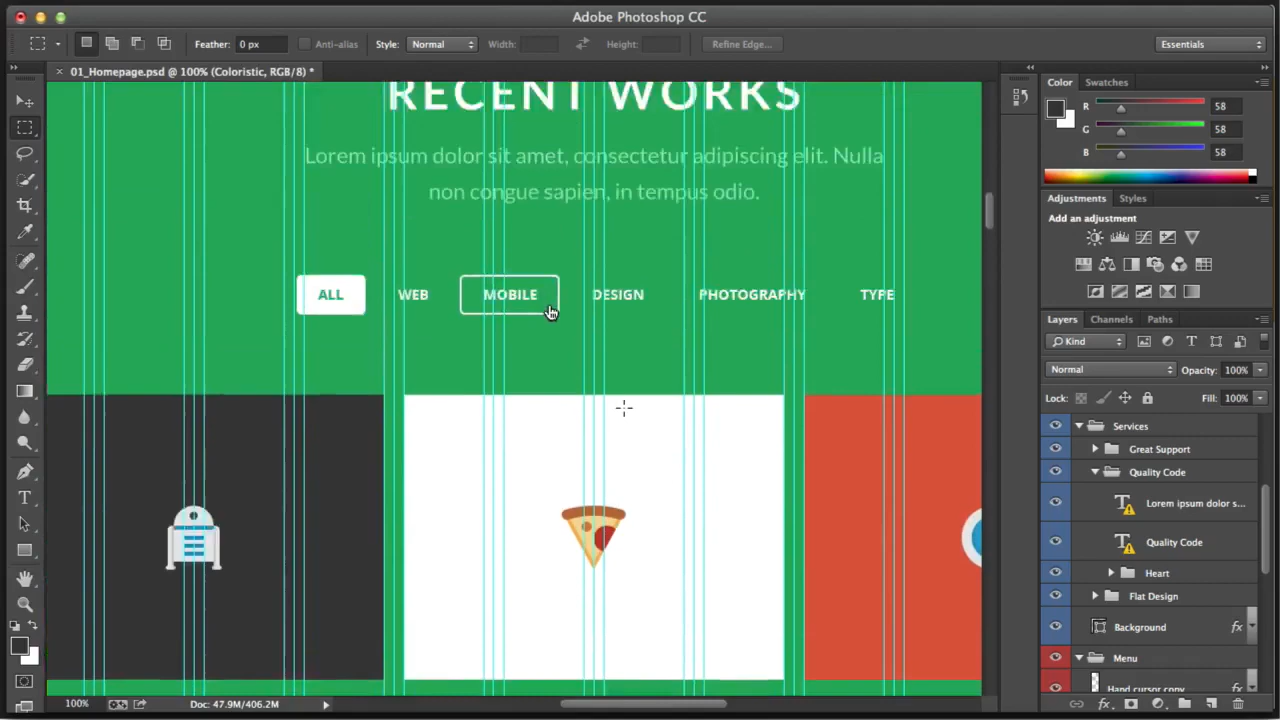 Adobe Photoshop CC
Feather: 0 px Anti-alias Style: Normal Width: Height: Refine Edge... Essentials
× 01_Homepage.psd @ 100% (Coloristic, RGB/8) *
RECENT WORKS
Lorem ipsum dolor sit amet, consectetur adipiscing elit. Nulla
non congue sapien, in tempus odio.
ALL WEB MOBILE DESIGN PHOTOGRAPHY TYPE
100% Doc: 47.9M/406.2M
Color Swatches
R 58
G 58
B 58
Adjustments Styles
Add an adjustment
Layers Channels Paths
Kind
Normal Opacity: 100%
Lock: Fill: 100%
Services
Great Support
Quality Code
Lorem ipsum dolor s...
Quality Code
Heart
Flat Design
Background fx
Menu
Hand cursor copy
fx